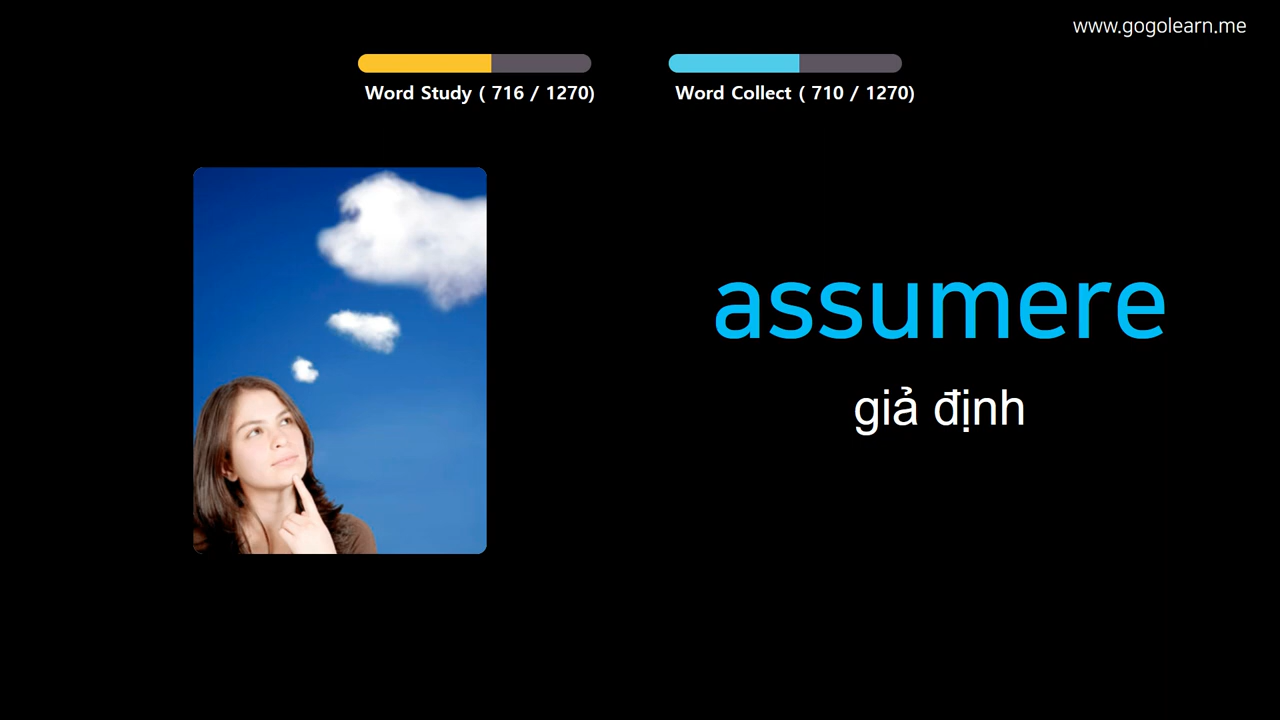 www.gogolearn.me
Word Study ( 716 / 1270)
Word Collect ( 710 / 1270)
assumere
giả định